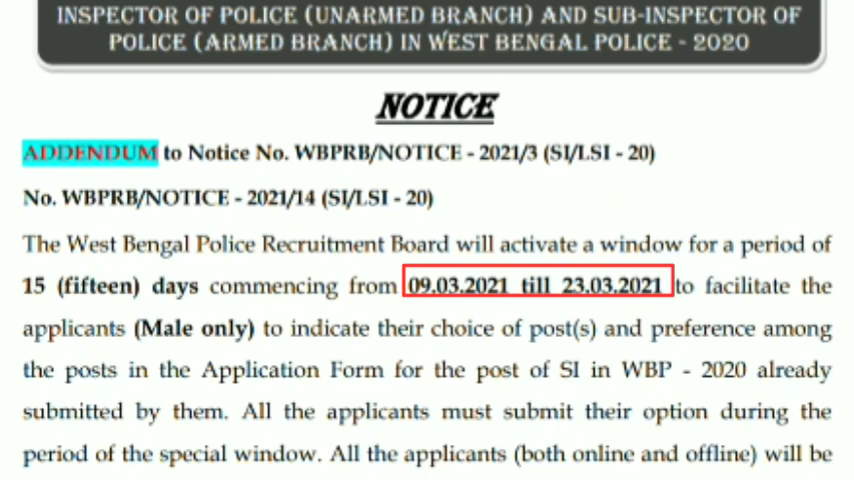 INSPECTOR OF POLICE (UNARMED BRANCH) AND SUB-INSPECTOR OF
POLICE (ARMED BRANCH) IN WEST BENGAL POLICE - 2020
NOTICE
ADDENDUM to Notice No. WBPRB/NOTICE - 2021/3 (SI/LSI - 20)
No. WBPRB/NOTICE - 2021/14 (SI/LSI - 20)
The West Bengal Police Recruitment Board will activate a window for a period of
15 (fifteen) days commencing from 09.03.2021 till 23.03.2021 to facilitate the
applicants (Male only) to indicate their choice of post(s) and preference among
the posts in the Application Form for the post of SI in WBP - 2020 already
submitted by them. All the applicants must submit their option during the
period of the special window. All the applicants (both online and offline) will be